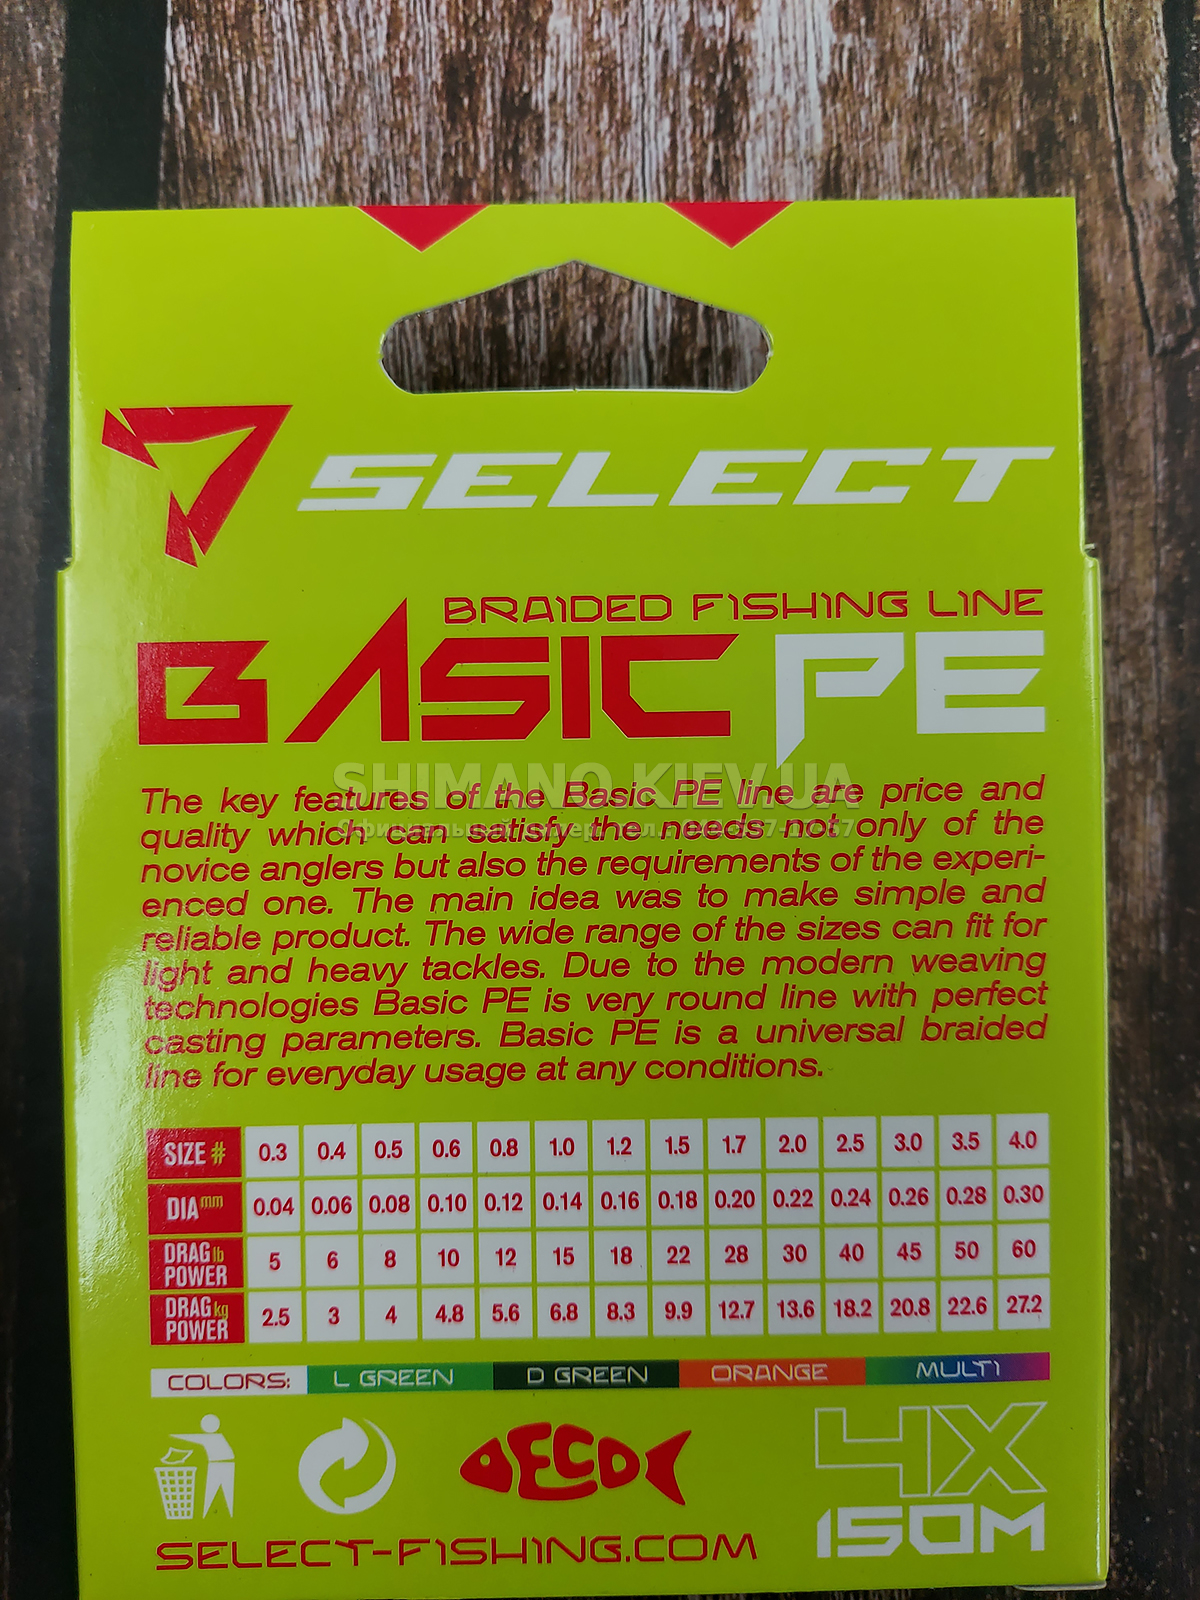 SELECT
BRAIDED FISHING LINE
BASIC PE
SHIMANO.KIEV.UA
The key features of the Basic PE line are price and
quality which can satisfy the needs not only of the
novice anglers but also the requirements of the experi-
enced one. The main idea was to make simple and
reliable product. The wide range of the sizes can fit for
light and heavy tackles. Due to the modern weaving
technologies Basic PE is very round line with perfect
casting parameters. Basic PE is a universal braided
line for everyday usage at any conditions.
SIZE # 0.3 0.4 0.5 0.6 0.8 1.0 1.2 1.5 1.7 2.0 2.5 3.0 3.5 4.0
DIA mm 0.04 0.06 0.08 0.10 0.12 0.14 0.16 0.18 0.20 0.22 0.24 0.26 0.28 0.30
DRAG lb POWER 5 6 8 10 12 15 18 22 28 30 40 45 50 60
DRAG kg POWER 2.5 3 4 4.8 5.6 6.8 8.3 9.9 12.7 13.6 18.2 20.8 22.6 27.2
COLORS: L GREEN D GREEN ORANGE MULTI
ECO
4X
150M
SELECT-FISHING.COM